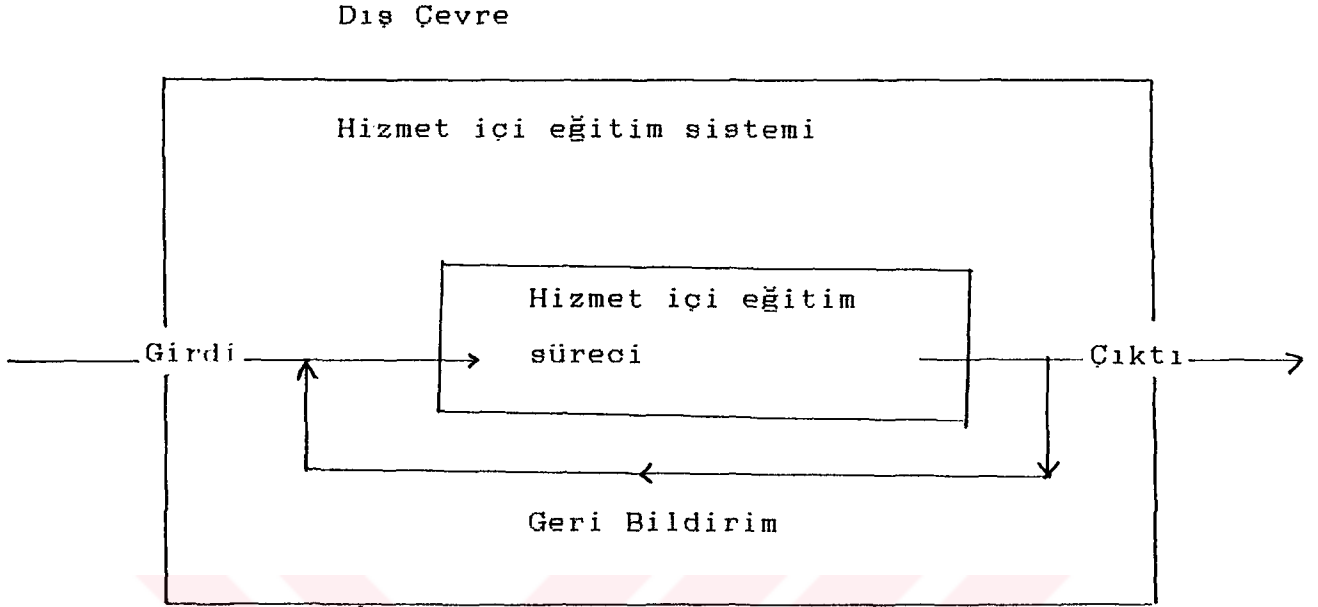 Dış Çevre
Hizmet içi eğitim sistemi
Hizmet içi eğitim
süreci
Girdi
Çıktı
Geri Bildirim